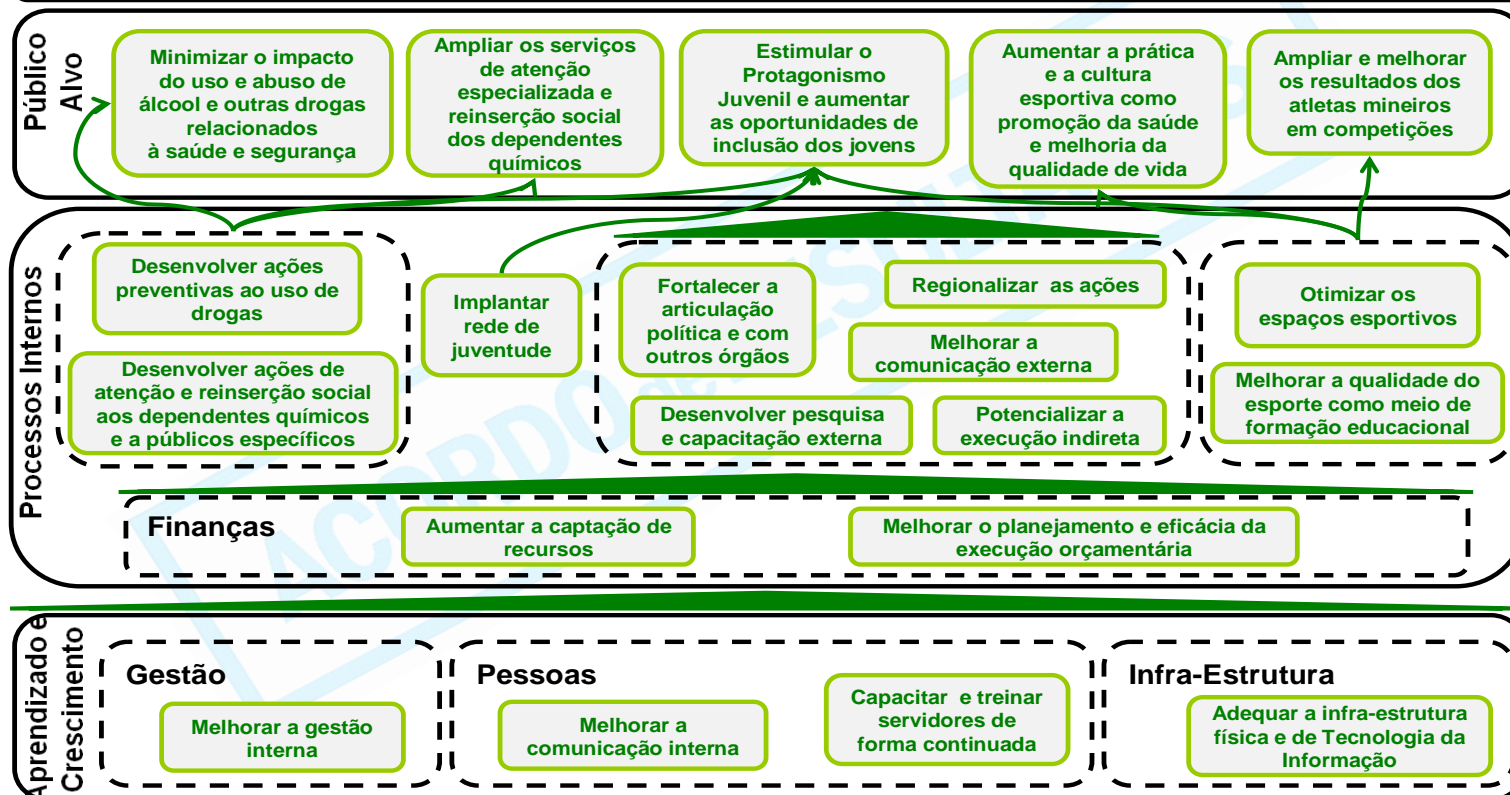 Público
Alvo
Minimizar o impacto
do uso e abuso de
álcool e outras drogas
relacionados
à saúde e segurança
Ampliar os serviços
de atenção
especializada e
reinserção social
dos dependentes
químicos
Estimular o
Protagonismo
Juvenil e aumentar
as oportunidades de
inclusão dos jovens
Aumentar a prática
e a cultura
esportiva como
promoção da saúde
e melhoria da
qualidade de vida
Ampliar e melhorar
os resultados dos
atletas mineiros
em competições
Processos Internos
Desenvolver ações
preventivas ao uso de
drogas
Desenvolver ações de
atenção e reinserção social
aos dependentes químicos
e a públicos específicos
Implantar
rede de
juventude
Fortalecer a
articulação
política e com
outros órgãos
Regionalizar as ações
Melhorar a
comunicação externa
Desenvolver pesquisa
e capacitação externa
Potencializar a
execução indireta
Otimizar os
espaços esportivos
Melhorar a qualidade do
esporte como meio de
formação educacional
Finanças
Aumentar a captação de
recursos
Melhorar o planejamento e eficácia da
execução orçamentária
Aprendizado e
Crescimento
Gestão
Melhorar a gestão
interna
Pessoas
Melhorar a
comunicação interna
Capacitar e treinar
servidores de
forma continuada
Infra-Estrutura
Adequar a infra-estrutura
física e de Tecnologia da
Informação
ACORDO de RESULTADOS